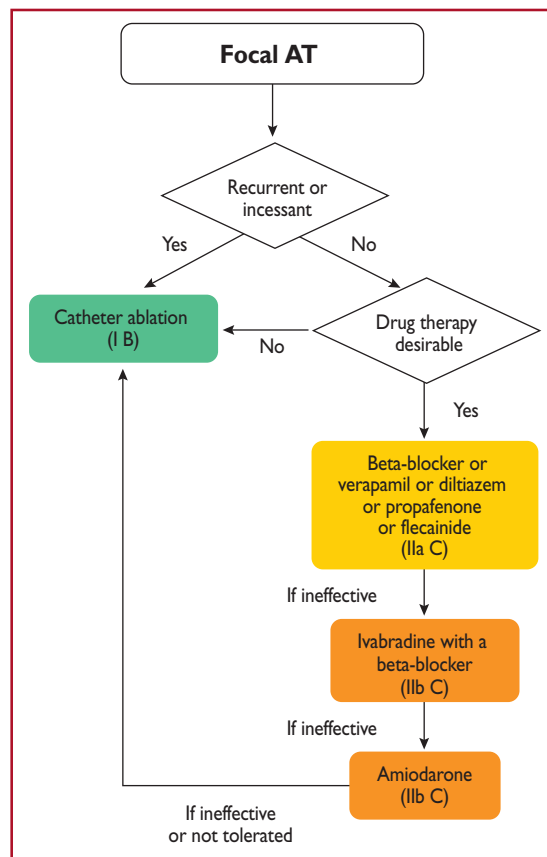 Focal AT
Recurrent or
incessant
Yes
No
Catheter ablation
(I B)
No
Drug therapy
desirable
Yes
Beta-blocker or
verapamil or diltiazem
or propafenone
or flecainide
(IIa C)
If ineffective
Ivabradine with a
beta-blocker
(IIb C)
If ineffective
Amiodarone
(IIb C)
If ineffective
or not tolerated